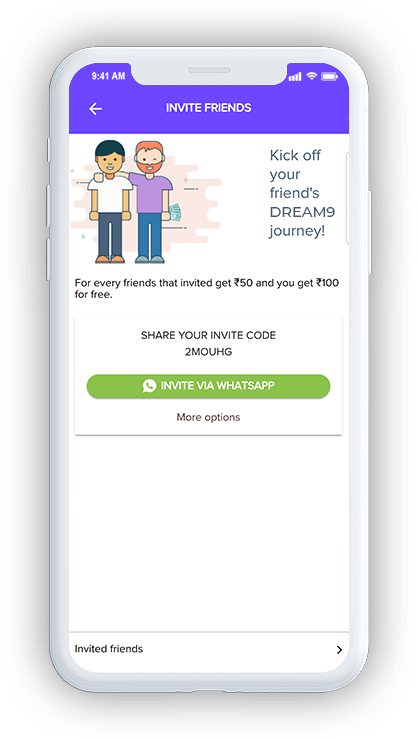 9:41 AM
INVITE FRIENDS
Kick off
your
friend's
DREAM9
journey!
For every friends that invited get ₹50 and you get ₹100
for free.
SHARE YOUR INVITE CODE
2MOUHG
INVITE VIA WHATSAPP
More options
Invited friends